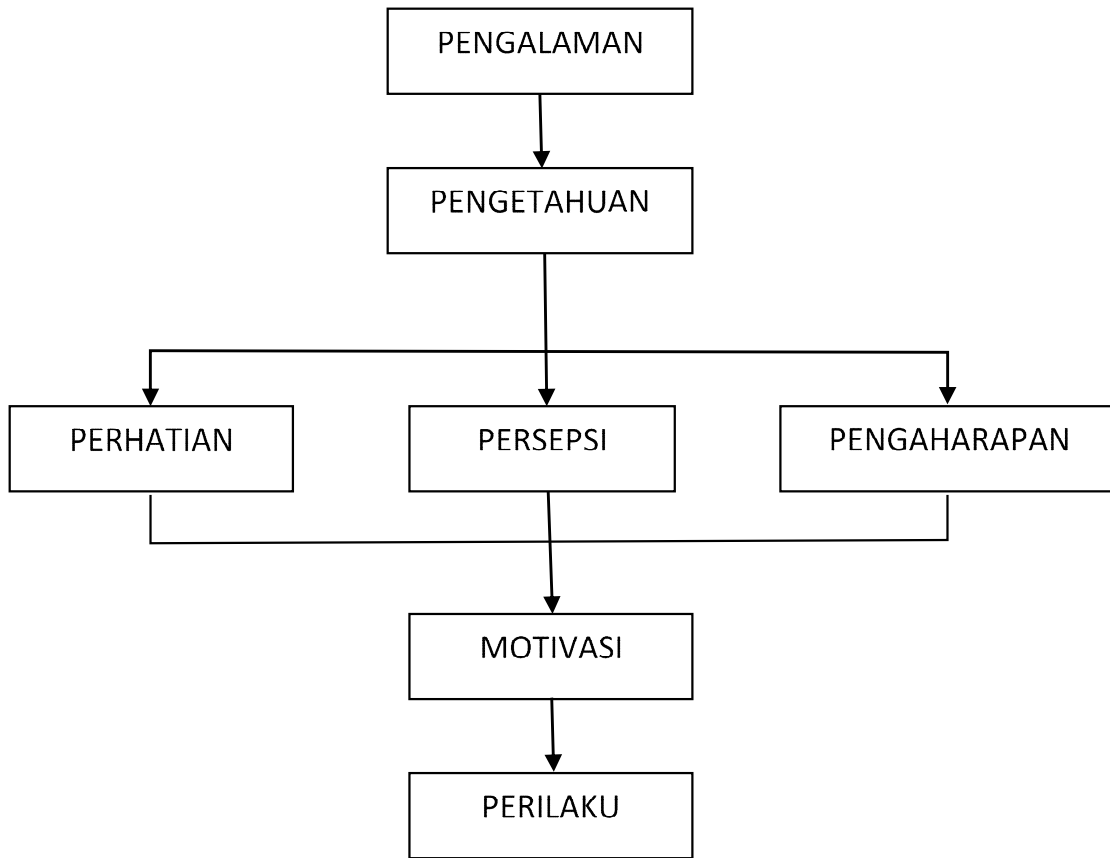 PENGALAMAN
PENGETAHUAN
PERHATIAN
PERSEPSI
PENGAHARAPAN
MOTIVASI
PERILAKU